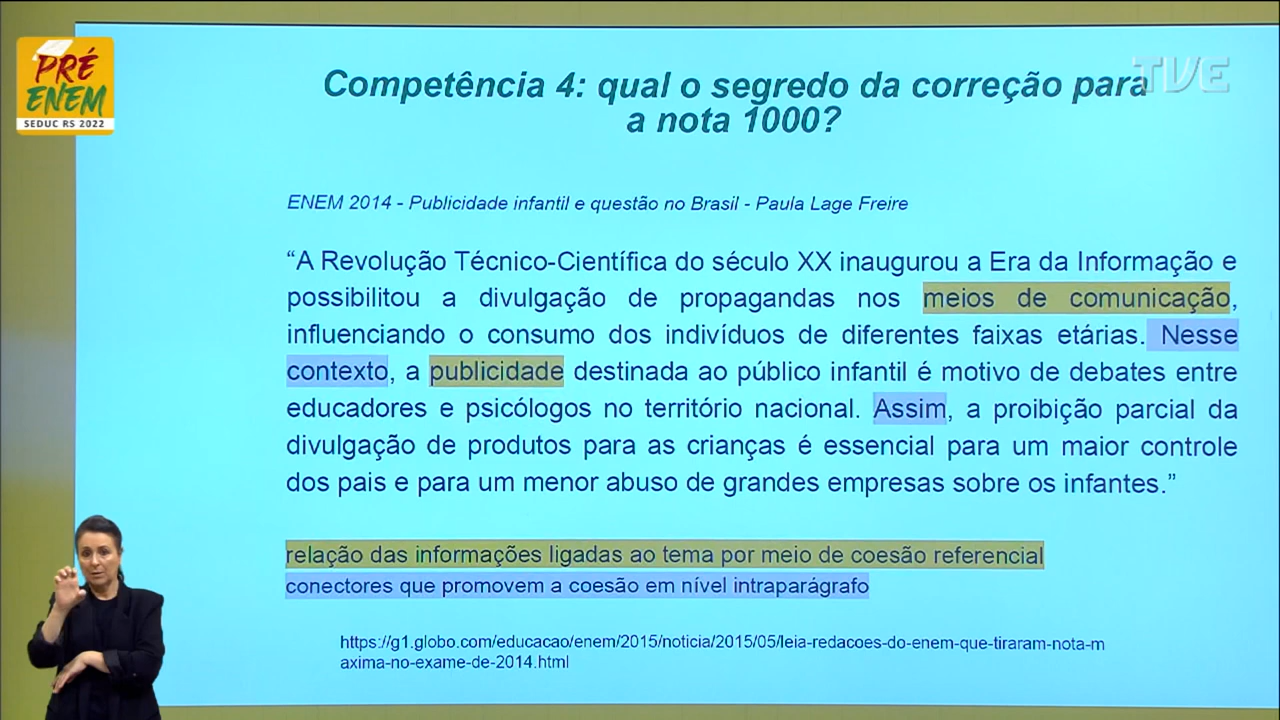 PRÉ
ENEM
SEDUC RS 2022
TVE
Competência 4: qual o segredo da correção para
a nota 1000?
ENEM 2014 - Publicidade infantil e questão no Brasil - Paula Lage Freire
“A Revolução Técnico-Científica do século XX inaugurou a Era da Informação e
possibilitou a divulgação de propagandas nos meios de comunicação,
influenciando o consumo dos indivíduos de diferentes faixas etárias. Nesse
contexto, a publicidade destinada ao público infantil é motivo de debates entre
educadores e psicólogos no território nacional. Assim, a proibição parcial da
divulgação de produtos para as crianças é essencial para um maior controle
dos pais e para um menor abuso de grandes empresas sobre os infantes.”
relação das informações ligadas ao tema por meio de coesão referencial
conectores que promovem a coesão em nível intraparágrafo
https://g1.globo.com/educacao/enem/2015/noticia/2015/05/leia-redacoes-do-enem-que-tiraram-nota-m
axima-no-exame-de-2014.html